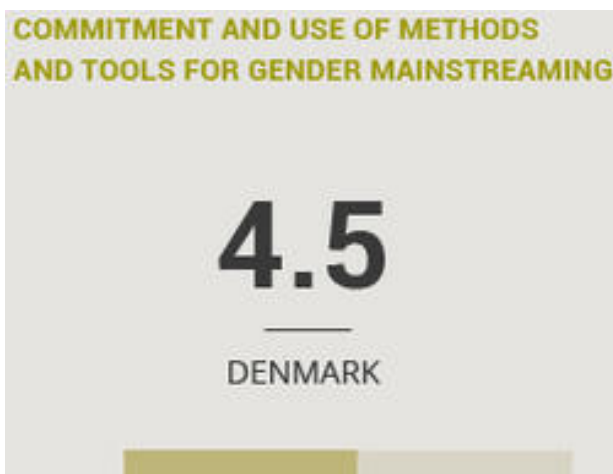 COMMITMENT AND USE OF METHODS
AND TOOLS FOR GENDER MAINSTREAMING
4.5
DENMARK